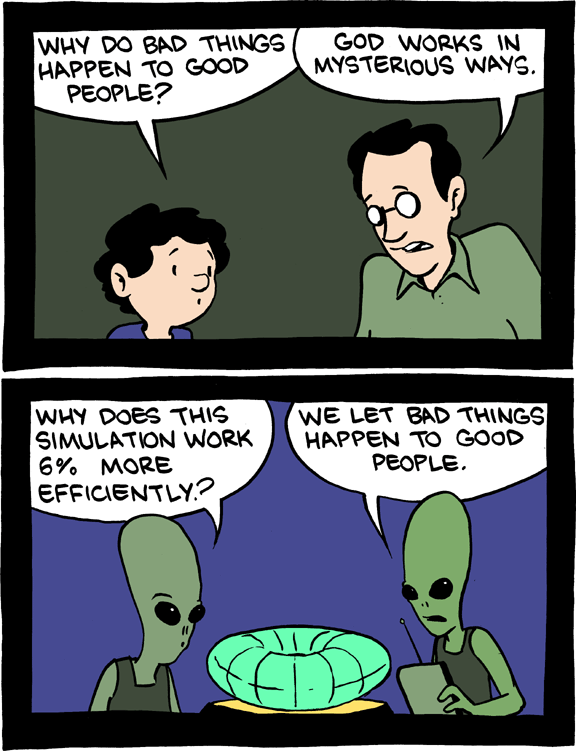 WHY DO BAD THINGS
HAPPEN TO GOOD
PEOPLE?
GOD WORKS IN
MYSTERIOUS WAYS.
WHY DOES THIS
SIMULATION WORK
6% MORE
EFFICIENTLY?
WE LET BAD THINGS
HAPPEN TO GOOD
PEOPLE.